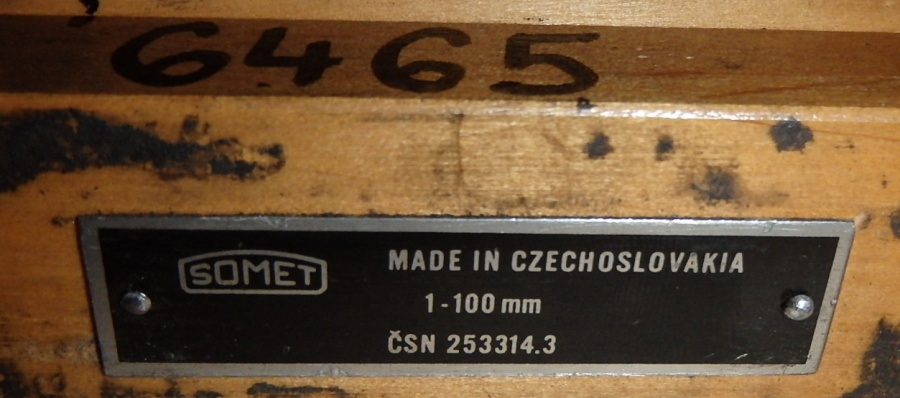 6465
SOMET
MADE IN CZECHOSLOVAKIA
1-100 mm
ČSN 253314.3